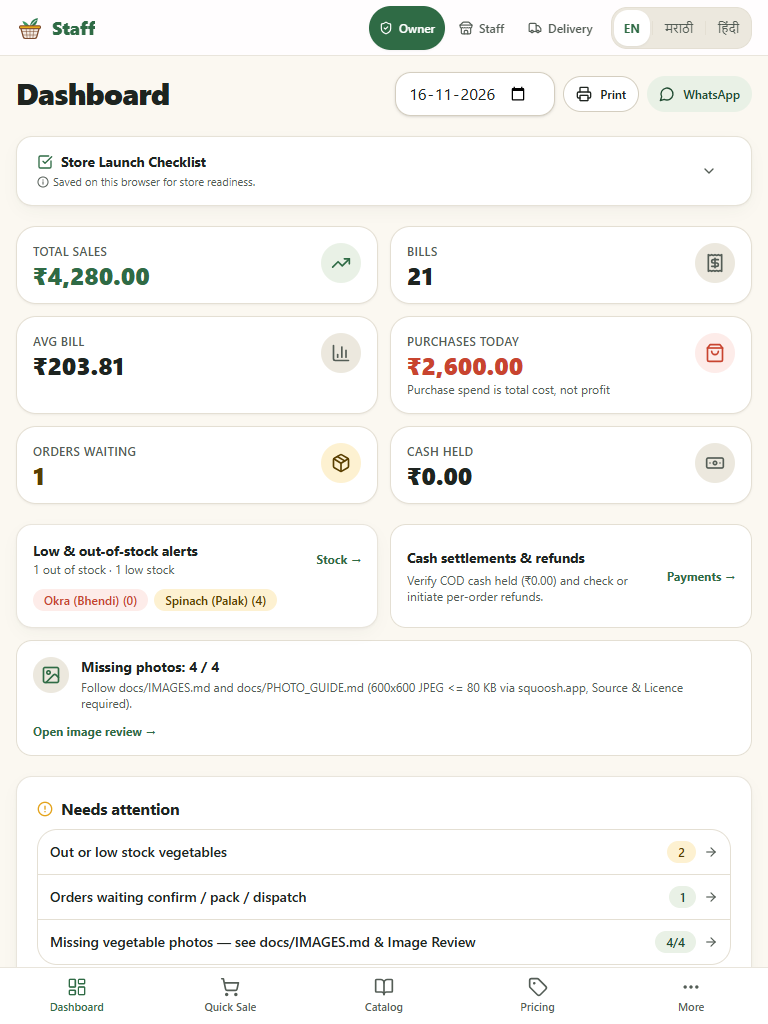 Staff
Owner
Staff
Delivery
EN
मराठी
हिंदी
Dashboard
16-11-2026
Print
WhatsApp
Store Launch Checklist
Saved on this browser for store readiness.
TOTAL SALES
₹4,280.00
BILLS
21
AVG BILL
₹203.81
PURCHASES TODAY
₹2,600.00
Purchase spend is total cost, not profit
ORDERS WAITING
1
CASH HELD
₹0.00
Low & out-of-stock alerts
1 out of stock · 1 low stock
Stock →
Okra (Bhendi) (0)
Spinach (Palak) (4)
Cash settlements & refunds
Verify COD cash held (₹0.00) and check or
initiate per-order refunds.
Payments →
Missing photos: 4 / 4
Follow docs/IMAGES.md and docs/PHOTO_GUIDE.md (600x600 JPEG <= 80 KB via squoosh.app, Source & Licence
required).
Open image review →
Needs attention
Out or low stock vegetables
2
Orders waiting confirm / pack / dispatch
1
Missing vegetable photos — see docs/IMAGES.md & Image Review
4/4
Dashboard
Quick Sale
Catalog
Pricing
More